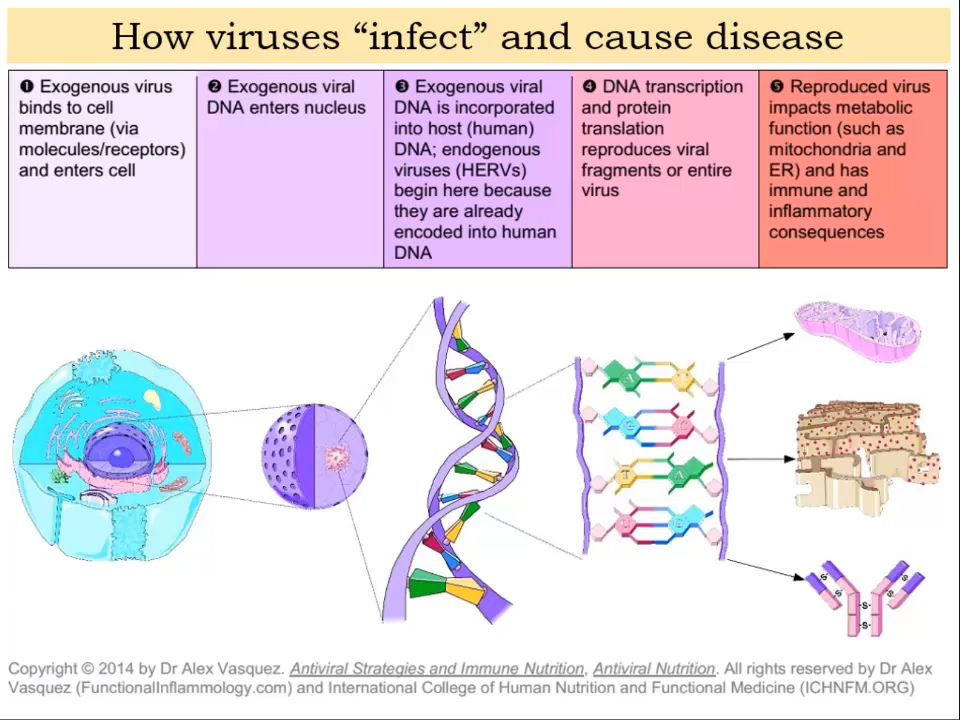 How viruses “infect” and cause disease
❶ Exogenous virus
binds to cell
membrane (via
molecules/receptors)
and enters cell
❷ Exogenous viral
DNA enters nucleus
❸ Exogenous viral
DNA is incorporated
into host (human)
DNA; endogenous
viruses (HERVs)
begin here because
they are already
encoded into human
DNA
❹ DNA transcription
and protein
translation
reproduces viral
fragments or entire
virus
❺ Reproduced virus
impacts metabolic
function (such as
mitochondria and
ER) and has
immune and
inflammatory
consequences
Copyright © 2014 by Dr Alex Vasquez. Antiviral Strategies and Immune Nutrition, Antiviral Nutrition. All rights reserved by Dr Alex
Vasquez (FunctionalInflammology.com) and International College of Human Nutrition and Functional Medicine (ICHNFM.ORG)